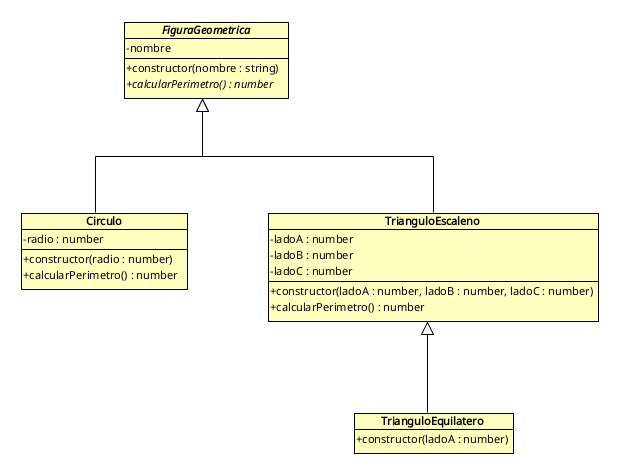 FiguraGeometrica
-nombre
+constructor(nombre : string)
+calcularPerimetro() : number
Circulo
-radio : number
+constructor(radio : number)
+calcularPerimetro() : number
TrianguloEscaleno
-ladoA : number
-ladoB : number
-ladoC : number
+constructor(ladoA : number, ladoB : number, ladoC : number)
+calcularPerimetro() : number
TrianguloEquilatero
+constructor(ladoA : number)